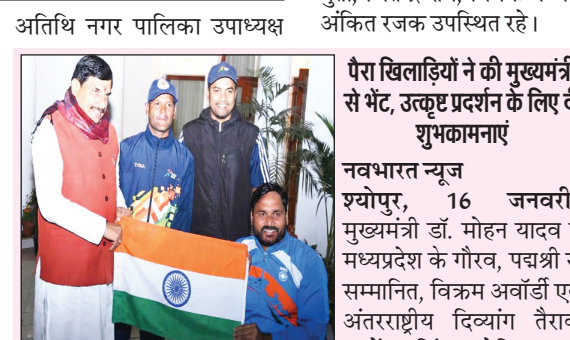 अतिथि नगर पालिका उपाध्यक्ष
अंकित रजक उपस्थित रहे।
पैरा खिलाड़ियों ने की मुख्यमंत्री
से भेंट, उत्कृष्ट प्रदर्शन के लिए
शुभकामनाएं
नवभारत न्यूज
श्योपुर, 16 जनवरी
मुख्यमंत्री डॉ. मोहन यादव
मध्यप्रदेश के गौरव, पद्मश्री
सम्मानित, विक्रम अवॉर्डी
अंतरराष्ट्रीय दिव्यांग